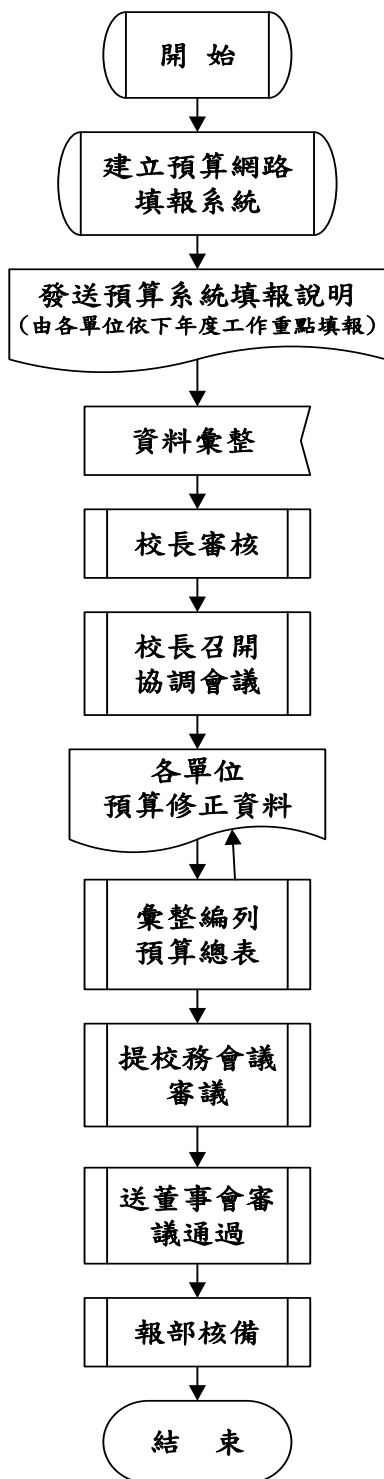 開 始
建立預算網路
填報系統
發送預算系統填報說明
（由各單位依下年度工作重點填報）
資料彙整
校長審核
校長召開
協調會議
各單位
預算修正資料
彙整編列
預算總表
提校務會議
審議
送董事會審
議通過
報部核備
結 束